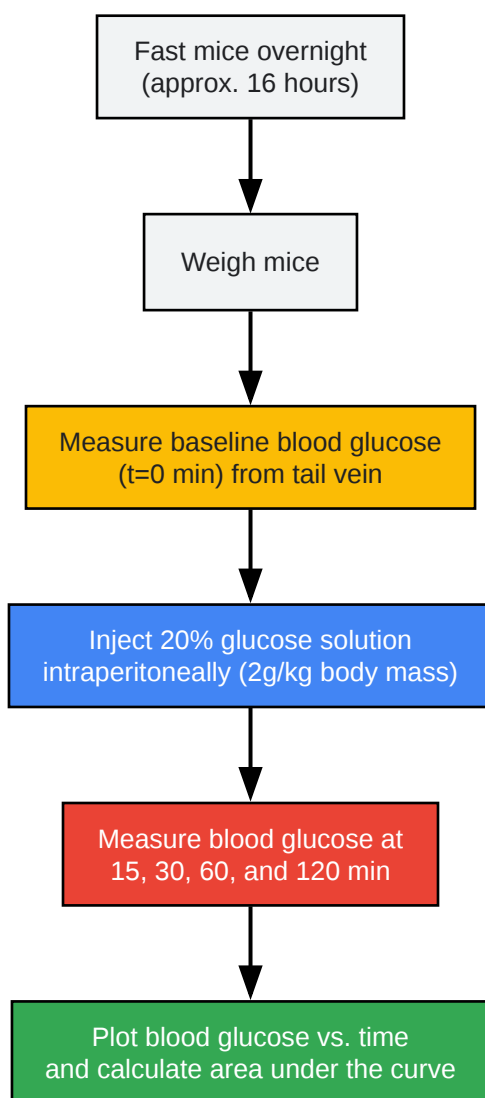 Fast mice overnight
(approx. 16 hours)
Weigh mice
Measure baseline blood glucose
(t=0 min) from tail vein
Inject 20% glucose solution
intraperitoneally (2g/kg body mass)
Measure blood glucose at
15, 30, 60, and 120 min
Plot blood glucose vs. time
and calculate area under the curve